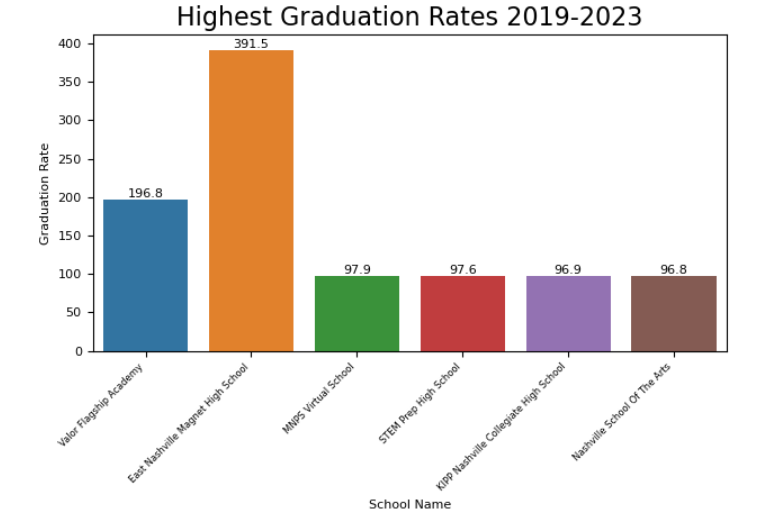 Highest Graduation Rates 2019-2023
400
350
300
250
200
150
100
50
0
Graduation Rate
196.8
391.5
97.9
97.6
96.9
96.8
Valor Flagship Academy
East Nashville Magnet High School
MNPS Virtual School
STEM Prep High School
KIPP Nashville Collegiate High School
Nashville School Of The Arts
School Name